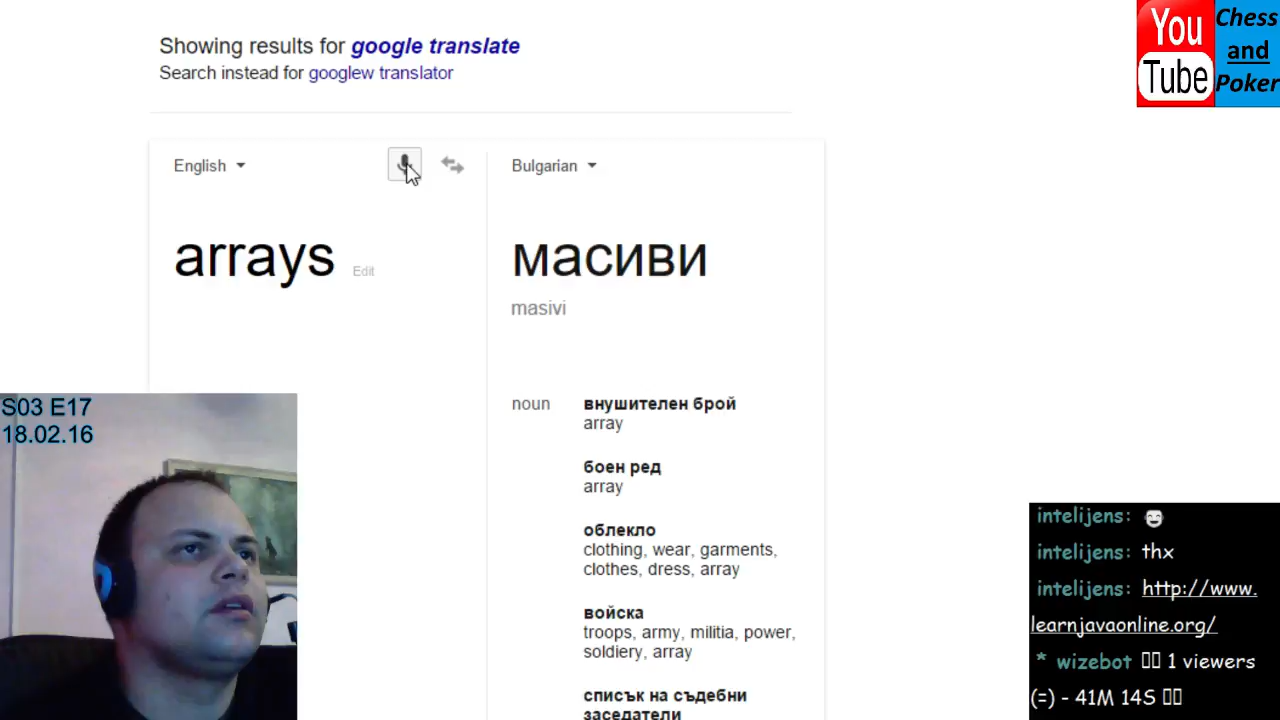 Showing results for google translate
Search instead for googlew translator
English
Bulgarian
arrays Edit
масиви
masivi
noun
внушителен брой
array
боен ред
array
облекло
clothing, wear, garments,
clothes, dress, array
войска
troops, army, militia, power,
soldiery, array
списък на съдебни
заседатели
You
Tube
Chess
and
Poker
S03 E17
18.02.16
intelijens:
intelijens: thx
intelijens: http://www.
learnjavaonline.org/
* wizebot 1 viewers
(=) - 41M 14S